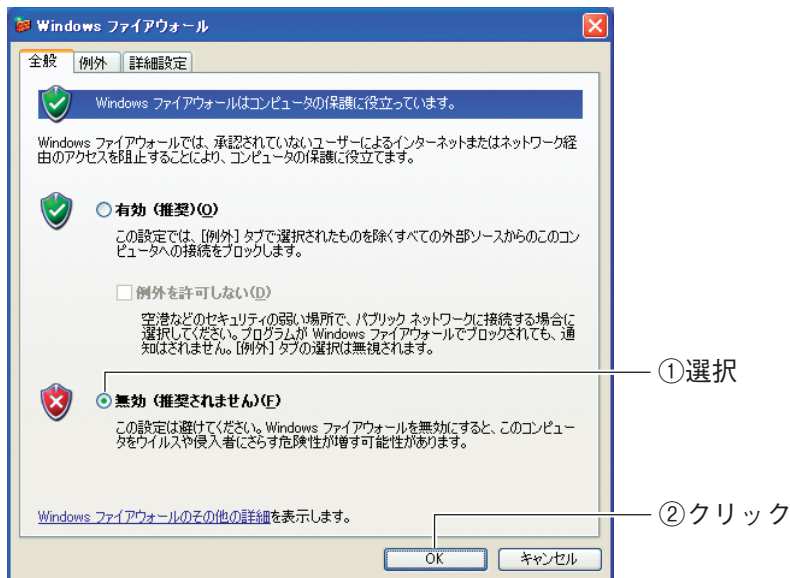 Windows ファイアウォール
全般
例外
詳細設定
Windows ファイアウォールはコンピュータの保護に役立っています。
Windows ファイアウォールでは、承認されていないユーザーによるインターネットまたはネットワーク経
由のアクセスを阻止することにより、コンピュータの保護に役立てます。
有効 (推奨)(O)
この設定では、[例外] タブで選択されたものを除くすべての外部ソースからのこのコン
ピュータへの接続をブロックします。
例外を許可しない(D)
空港などのセキュリティの弱い場所で、パブリック ネットワークに接続する場合に
選択してください。プログラムが Windows ファイアウォールでブロックされても、通
知はされません。[例外] タブの選択は無視されます。
①選択
無効 (推奨されません)(F)
この設定は避けてください。Windows ファイアウォールを無効にすると、このコンピュー
タをウイルスや侵入者にさらす危険性が増す可能性があります。
Windows ファイアウォールのその他の詳細を表示します。
②クリック
OK
キャンセル